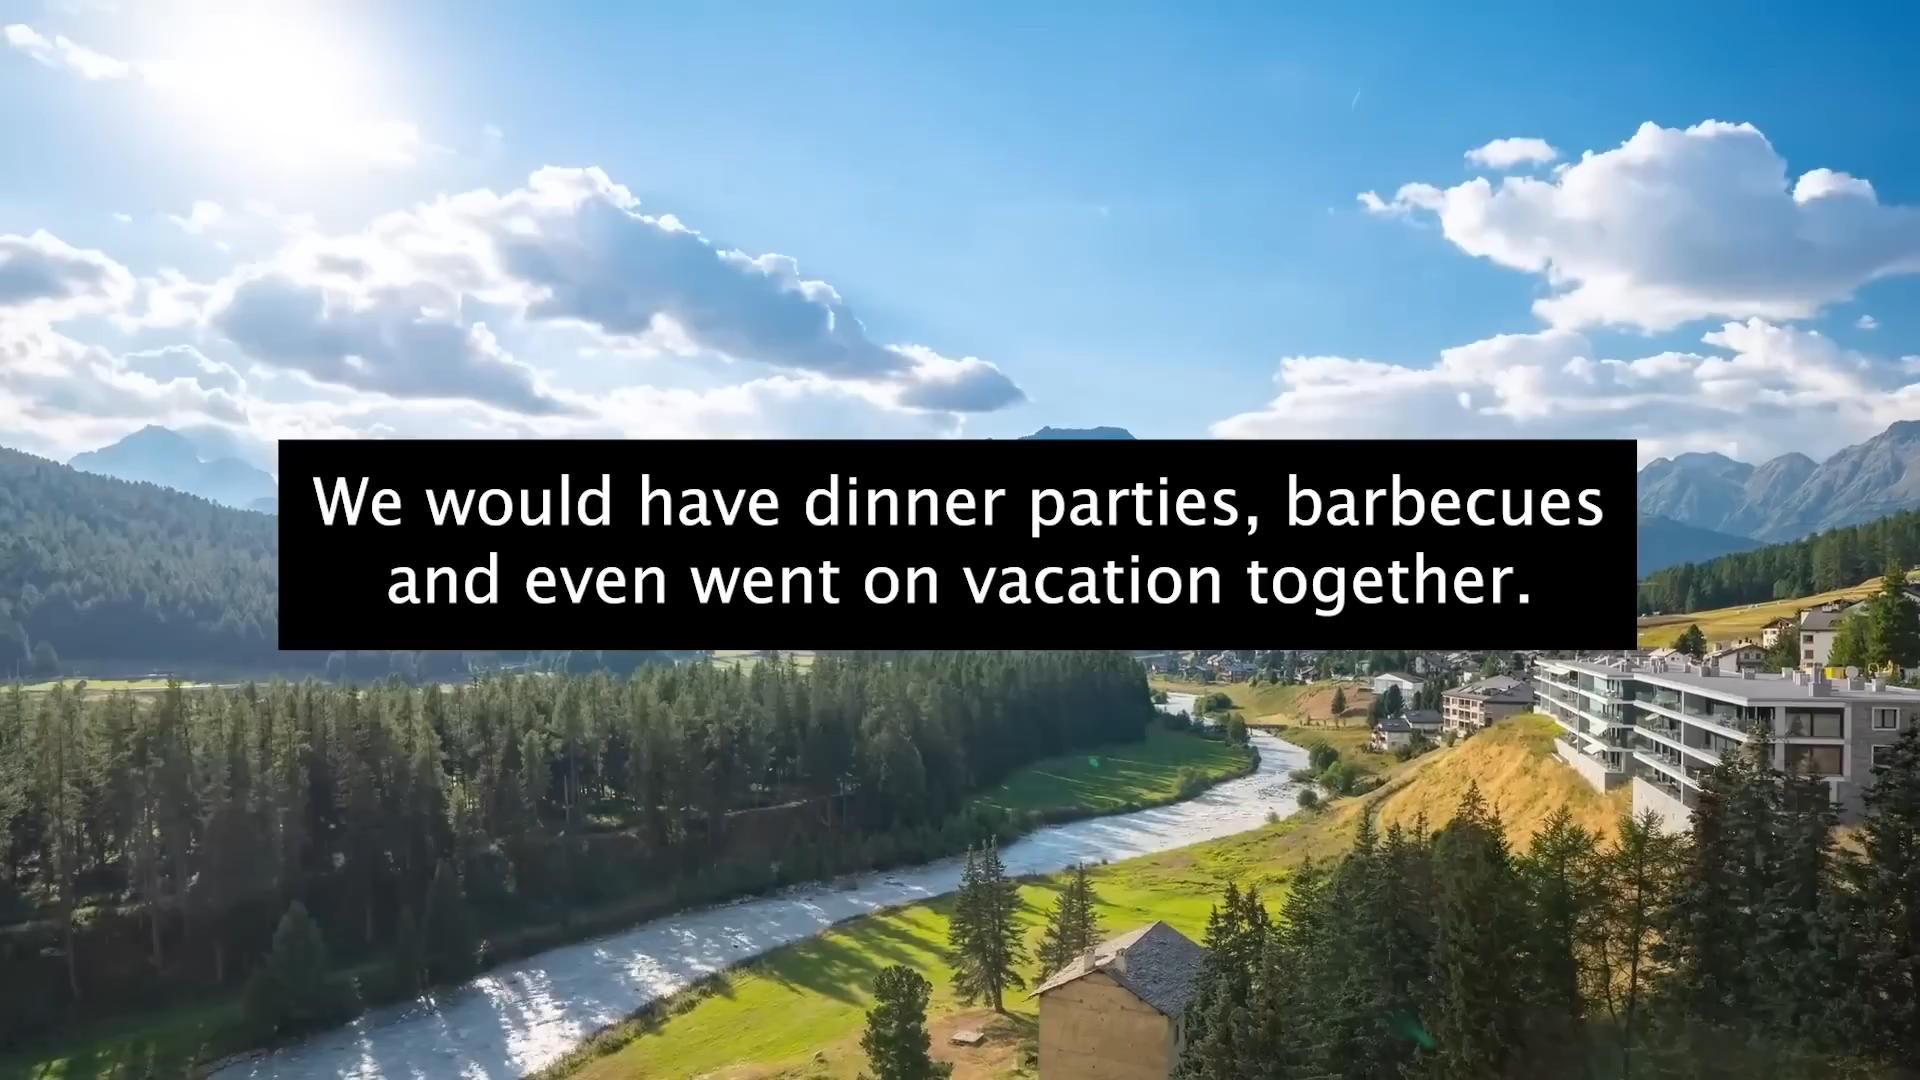 We would have dinner parties, barbecues
and even went on vacation together.